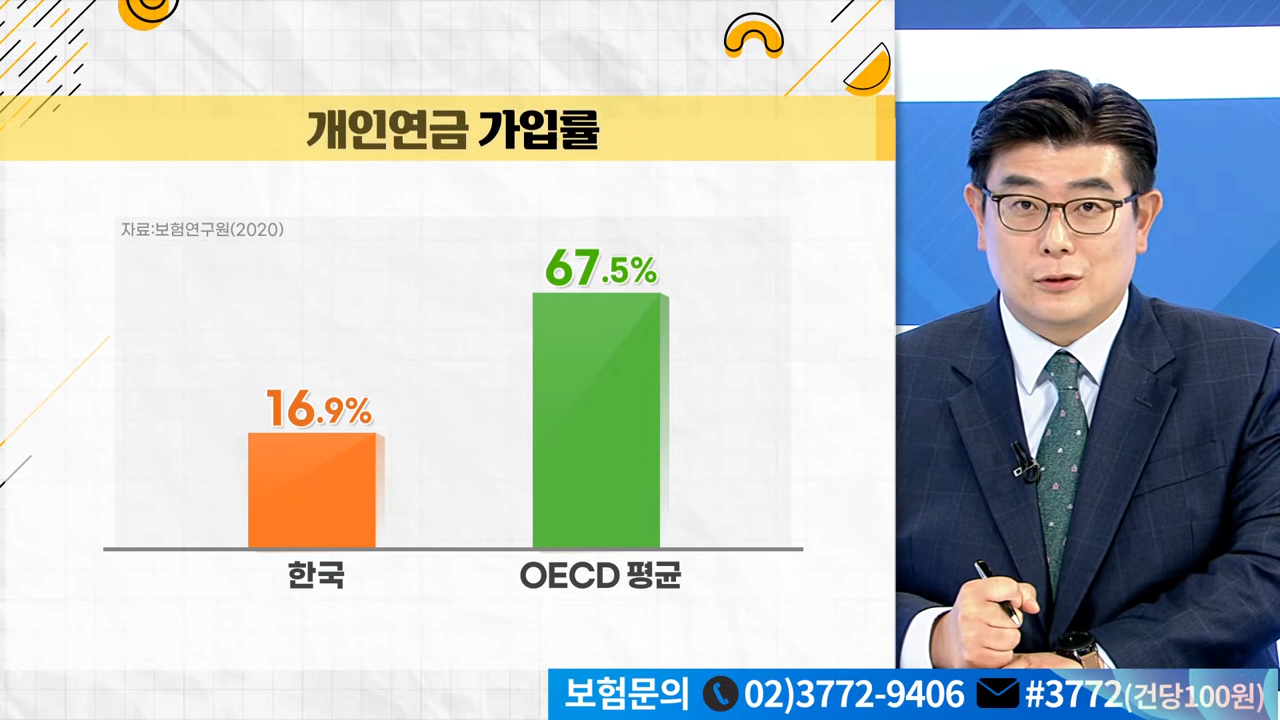 개인연금 가입률
자료:보험연구원(2020)
67.5%
16.9%
한국
OECD 평균
보험문의 02)3772-9406 #3772(건당100원)